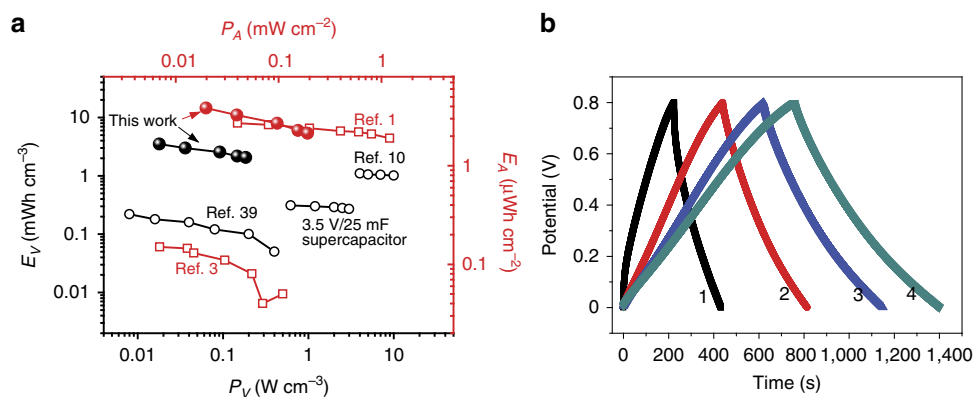 a
P_A (mW cm⁻²)
0.01 0.1 1
10
1
0.1
0.01
E_V (mWh cm⁻³)
This work
Ref. 1
Ref. 10
Ref. 39
3.5 V/25 mF
supercapacitor
Ref. 3
1
0.1
E_A (μWh cm⁻²)
0.01 0.1 1 10
P_V (W cm⁻³)
b
0.8
0.6
0.4
0.2
0
Potential (V)
1 2 3 4
0 200 400 600 800 1,000 1,200 1,400
Time (s)